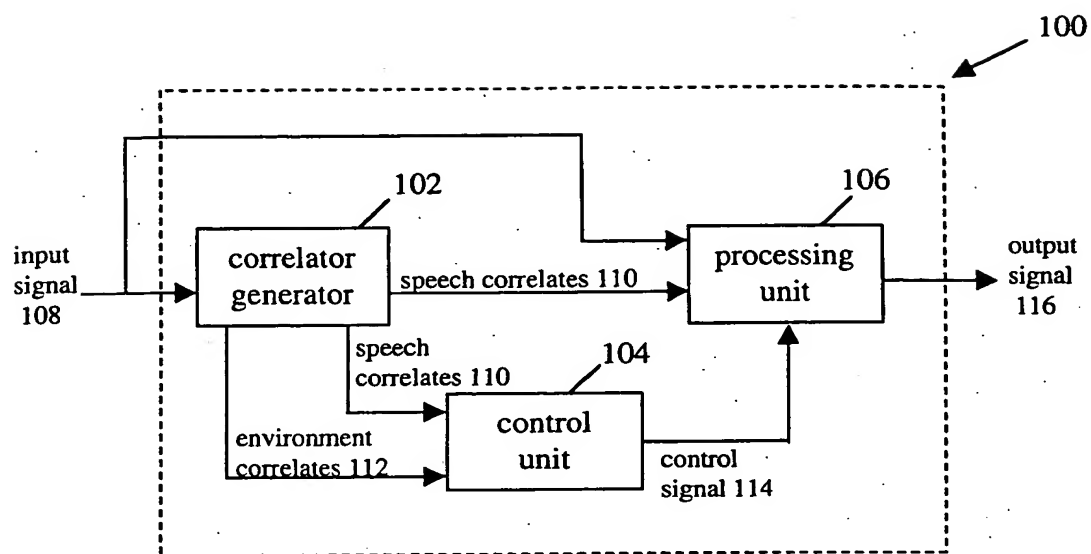 100
102
106
input
signal
108
correlator
generator
speech correlates 110
processing
unit
output
signal
116
speech
correlates 110
104
environment
correlates 112
control
unit
control
signal 114